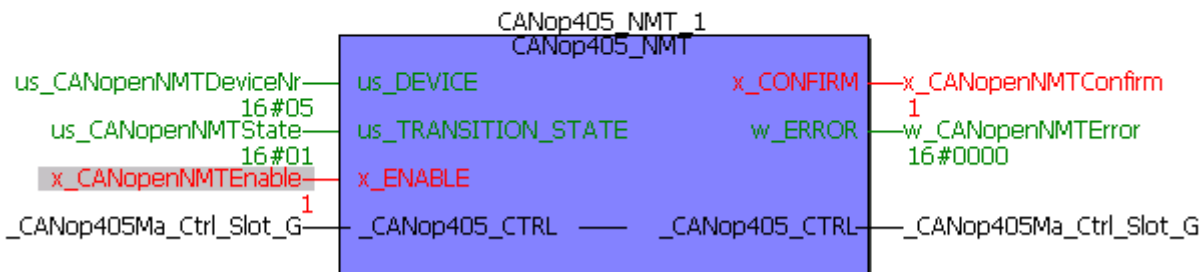 CANop405_NMT_1
CANop405_NMT
us_CANopenNMTDeviceNr us_DEVICE x_CONFIRM x_CANopenNMTConfirm
16#05 1
us_CANopenNMTState us_TRANSITION_STATE w_ERROR w_CANopenNMTError
16#01 16#0000
x_CANopenNMTEnable x_ENABLE
1
_CANop405Ma_Ctrl_Slot_G _CANop405_CTRL _CANop405_CTRL _CANop405Ma_Ctrl_Slot_G